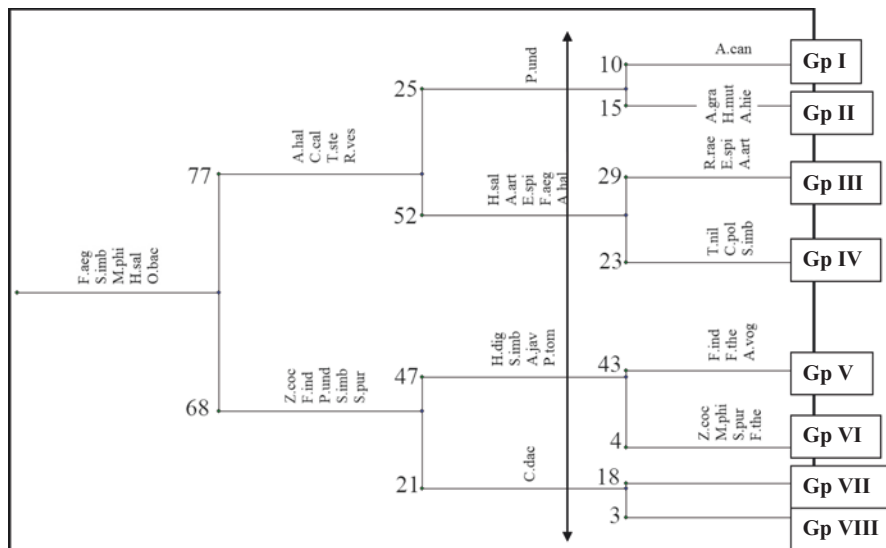 A.can
Gp I
10
P.und
25
15
A.gra
H.mut
A.hie
Gp II
A.hal
C.cal
T.ste
R.ves
77
R.rae
E.spi
A.art
29
Gp III
H.sal
A.art
E.spi
F.aeg
A.hal
52
T.nil
C.pol
S.imb
23
Gp IV
F.aeg
S.imb
M.phi
H.sal
O.bac
H.dig
S.imb
A.jav
P.tom
F.ind
F.the
A.vog
43
Gp V
Z.coc
F.ind
P.und
S.imb
S.pur
47
68
Z.coc
M.phi
S.pur
F.the
4
Gp VI
C.dac
21
18
Gp VII
3
Gp VIII